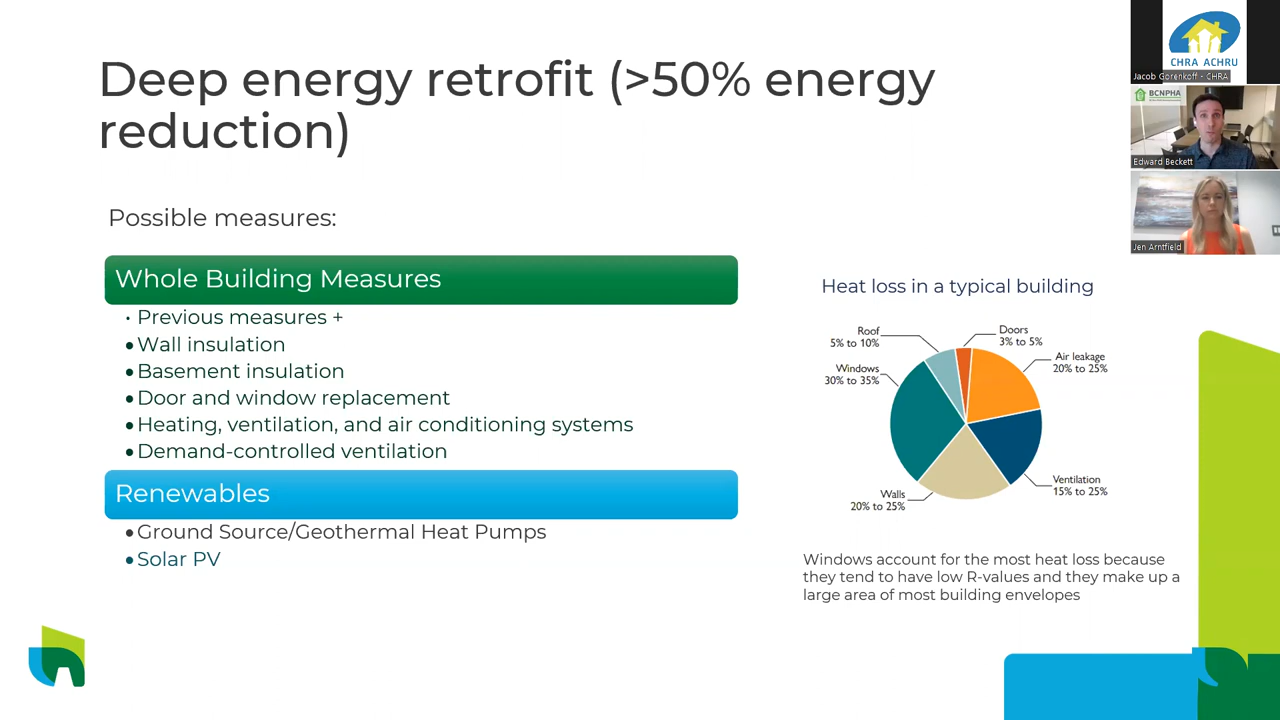 Deep energy retrofit (>50% energy
reduction)
Possible measures:
Whole Building Measures
• Previous measures +
• Wall insulation
• Basement insulation
• Door and window replacement
• Heating, ventilation, and air conditioning systems
• Demand-controlled ventilation
Renewables
• Ground Source/Geothermal Heat Pumps
• Solar PV
Heat loss in a typical building
Roof
5% to 10%
Doors
3% to 5%
Air leakage
20% to 25%
Windows
30% to 35%
Ventilation
15% to 25%
Walls
20% to 25%
Windows account for the most heat loss because
they tend to have low R-values and they make up a
large area of most building envelopes
CHRA ACHRU
Jacob Gorenkoff - CHRA
BCNPHA
Edward Beckett
Jen Arntfield